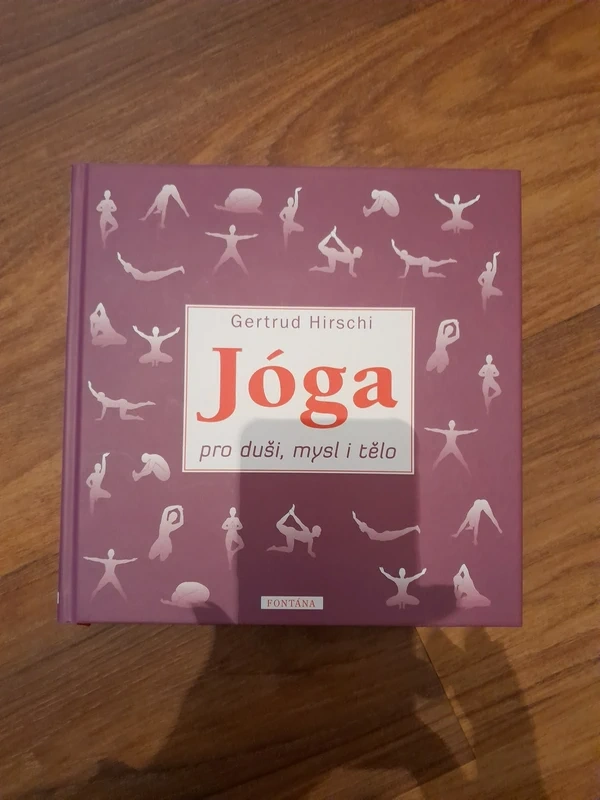 Gertrud Hirschi
Jóga
pro duši, mysl i tělo
FONTÁNA